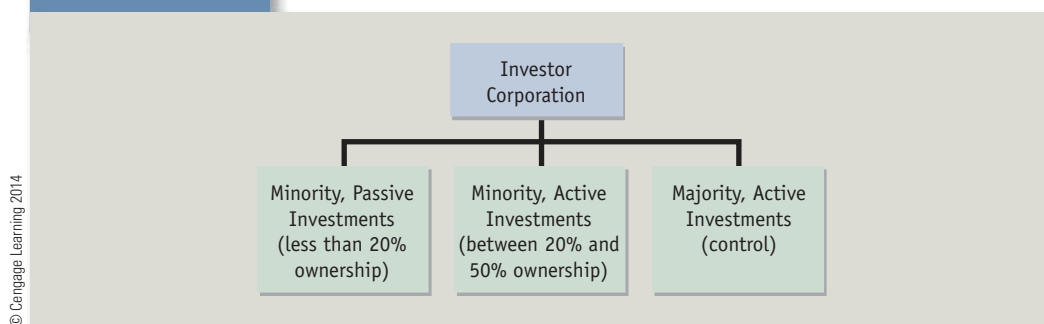 Investor
Corporation
Minority, Passive
Investments
(less than 20%
ownership)
Minority, Active
Investments
(between 20% and
50% ownership)
Majority, Active
Investments
(control)
© Cengage Learning 2014